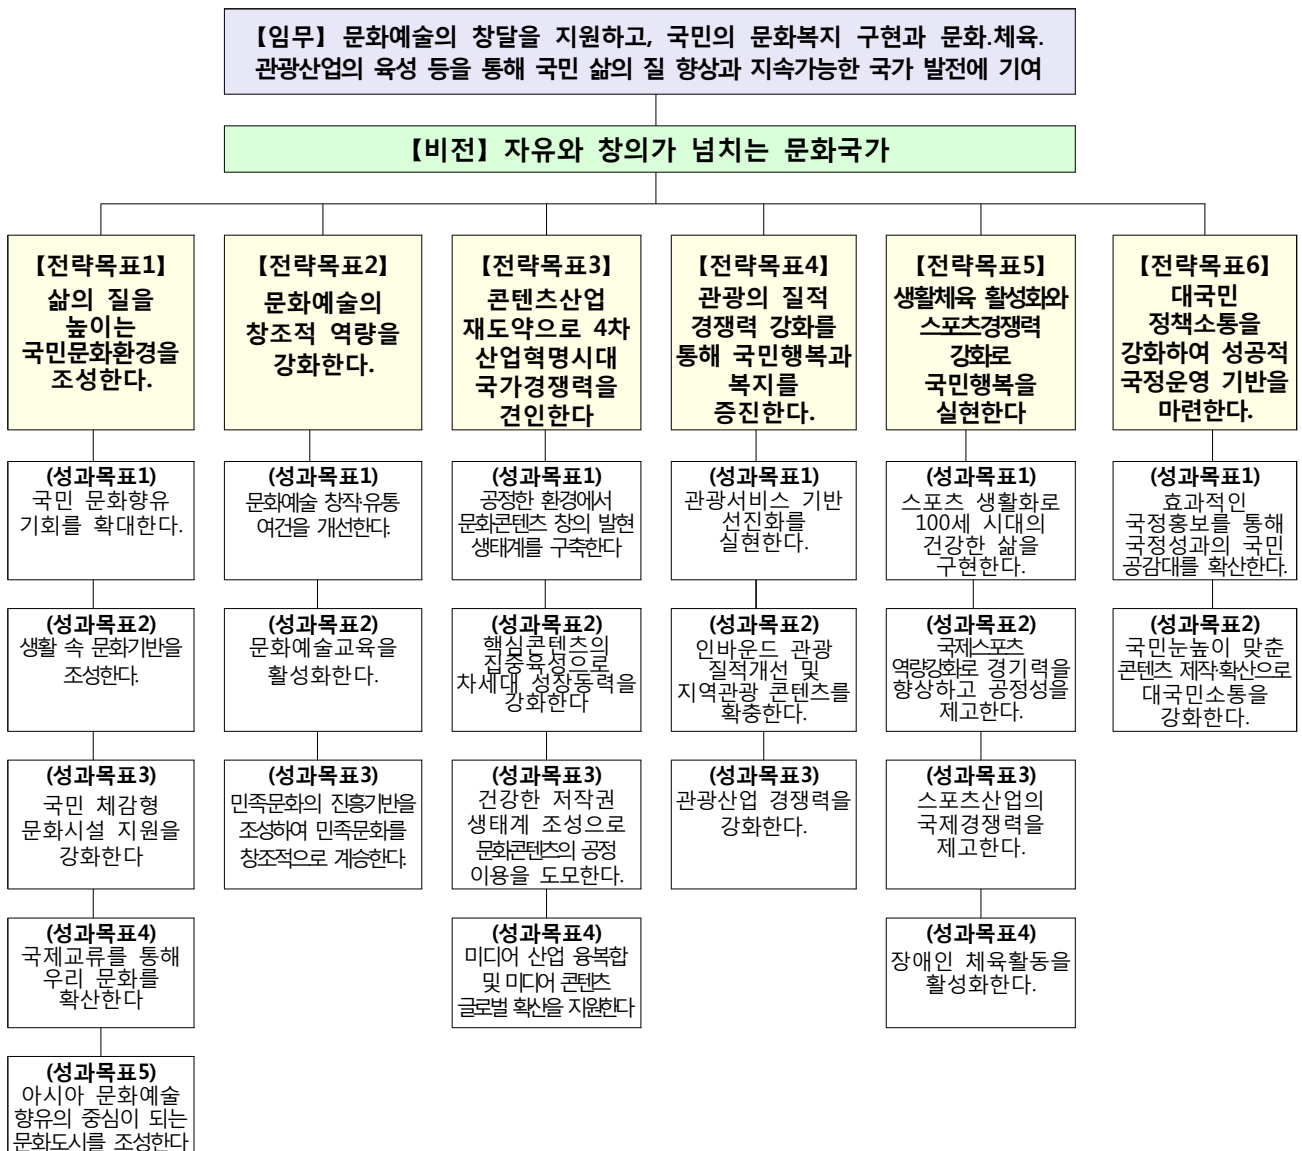 【임무】 문화예술의 창달을 지원하고, 국민의 문화복지 구현과 문화.체육.
관광산업의 육성 등을 통해 국민 삶의 질 향상과 지속가능한 국가 발전에 기여
【비전】 자유와 창의가 넘치는 문화국가
【전략목표1】
삶의 질을
높이는
국민문화환경을
조성한다.
【전략목표2】
문화예술의
창조적 역량을
강화한다.
【전략목표3】
콘텐츠산업
재도약으로 4차
산업혁명시대
국가경쟁력을
견인한다
【전략목표4】
관광의 질적
경쟁력 강화를
통해 국민행복과
복지를
증진한다.
【전략목표5】
생활체육 활성화와
스포츠경쟁력
강화로
국민행복을
실현한다
【전략목표6】
대국민
정책소통을
강화하여 성공적
국정운영 기반을
마련한다.
(성과목표1)
국민 문화향유
기회를 확대한다.
(성과목표1)
문화예술 창작·유통
여건을 개선한다.
(성과목표1)
공정한 환경에서
문화콘텐츠 창의 발현
생태계를 구축한다
(성과목표1)
관광서비스 기반
선진화를
실현한다.
(성과목표1)
스포츠 생활화로
100세 시대의
건강한 삶을
구현한다.
(성과목표1)
효과적인
국정홍보를 통해
국정성과의 국민
공감대를 확산한다.
(성과목표2)
생활 속 문화기반을
조성한다.
(성과목표2)
문화예술교육을
활성화한다.
(성과목표2)
핵심콘텐츠의
집중육성으로
차세대 성장동력을
강화한다
(성과목표2)
인바운드 관광
질적개선 및
지역관광 콘텐츠를
확충한다.
(성과목표2)
국제스포츠
역량강화로 경기력을
향상하고 공정성을
제고한다.
(성과목표2)
국민눈높이 맞춘
콘텐츠 제작·확산으로
대국민소통을
강화한다.
(성과목표3)
국민 체감형
문화시설 지원을
강화한다
(성과목표3)
민족문화의 진흥기반을
조성하여 민족문화를
창조적으로 계승한다.
(성과목표3)
건강한 저작권
생태계 조성으로
문화콘텐츠의 공정
이용을 도모한다.
(성과목표3)
관광산업 경쟁력을
강화한다.
(성과목표3)
스포츠산업의
국제경쟁력을
제고한다.
(성과목표4)
국제교류를 통해
우리 문화를
확산한다
(성과목표4)
미디어 산업 융복합
및 미디어 콘텐츠
글로벌 확산을 지원한다
(성과목표4)
장애인 체육활동을
활성화한다.
(성과목표5)
아시아 문화예술
향유의 중심이 되는
문화도시를 조성한다